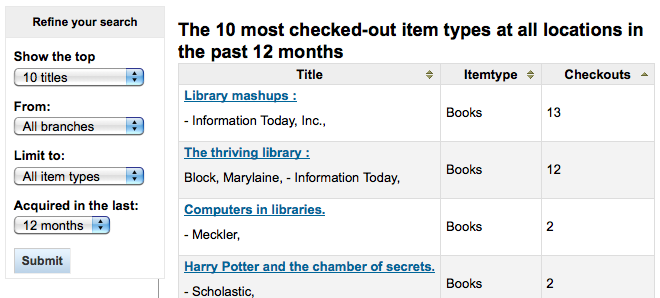 Refine your search
Show the top
10 titles
From:
All branches
Limit to:
All item types
Acquired in the last:
12 months
Submit
The 10 most checked-out item types at all locations in
the past 12 months
Title Itemtype Checkouts
Library mashups :
- Information Today, Inc.,
Books 13
The thriving library :
Block, Marylaine, - Information Today,
Books 12
Computers in libraries.
- Meckler,
Books 2
Harry Potter and the chamber of secrets.
- Scholastic,
Books 2